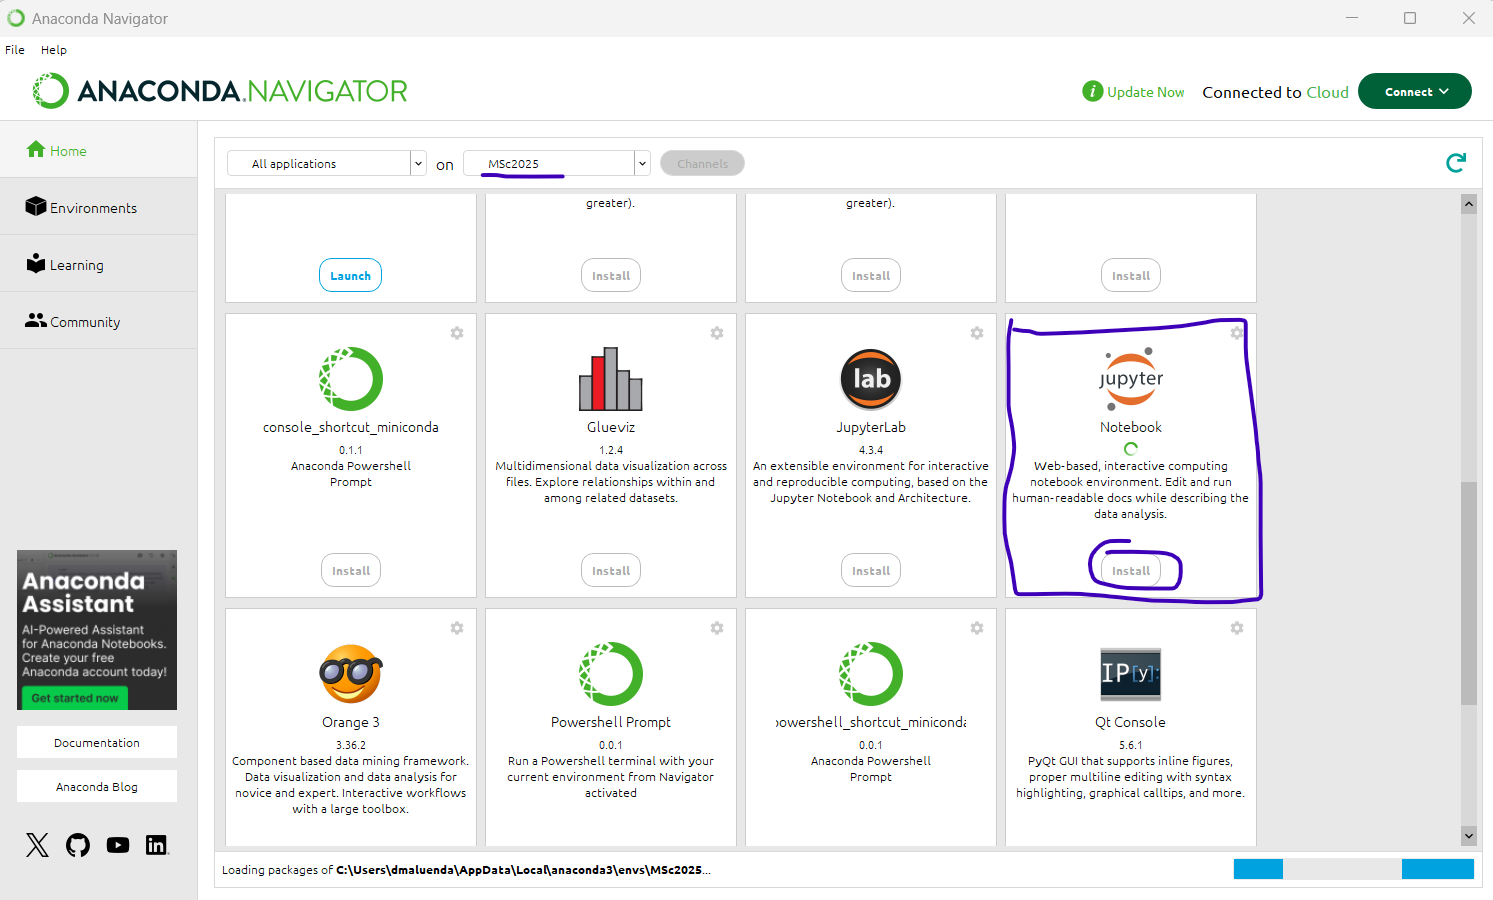 Anaconda Navigator
File Help
ANACONDA.NAVIGATOR
i Update Now Connected to Cloud Connect
Home
Environments
Learning
Community
All applications on MSc2025 Channels
greater).
greater).
Launch
Install
Install
Install
console_shortcut_miniconda
0.1.1
Anaconda Powershell
Prompt
Install
Glueviz
1.2.4
Multidimensional data visualization across
files. Explore relationships within and
among related datasets.
Install
lab
JupyterLab
4.3.4
An extensible environment for interactive
and reproducible computing, based on the
Jupyter Notebook and Architecture.
Install
jupyter
Notebook
Web-based, interactive computing
notebook environment. Edit and run
human-readable docs while describing the
data analysis.
Install
Orange 3
3.36.2
Component based data mining framework.
Data visualization and data analysis for
novice and expert. Interactive workflows
with a large toolbox.
Powershell Prompt
0.0.1
Run a Powershell terminal with your
current environment from Navigator
activated
powershell_shortcut_miniconda
0.0.1
Anaconda Powershell
Prompt
IP[y]:
Qt Console
5.6.1
PyQt GUI that supports inline figures,
proper multiline editing with syntax
highlighting, graphical calltips, and more.
Anaconda
Assistant
AI-Powered Assistant
for Anaconda Notebooks.
Create your free
Anaconda account today!
Get started now
Documentation
Anaconda Blog
Loading packages of C:\Users\dmaluenda\AppData\Local\anaconda3\envs\MSc2025...